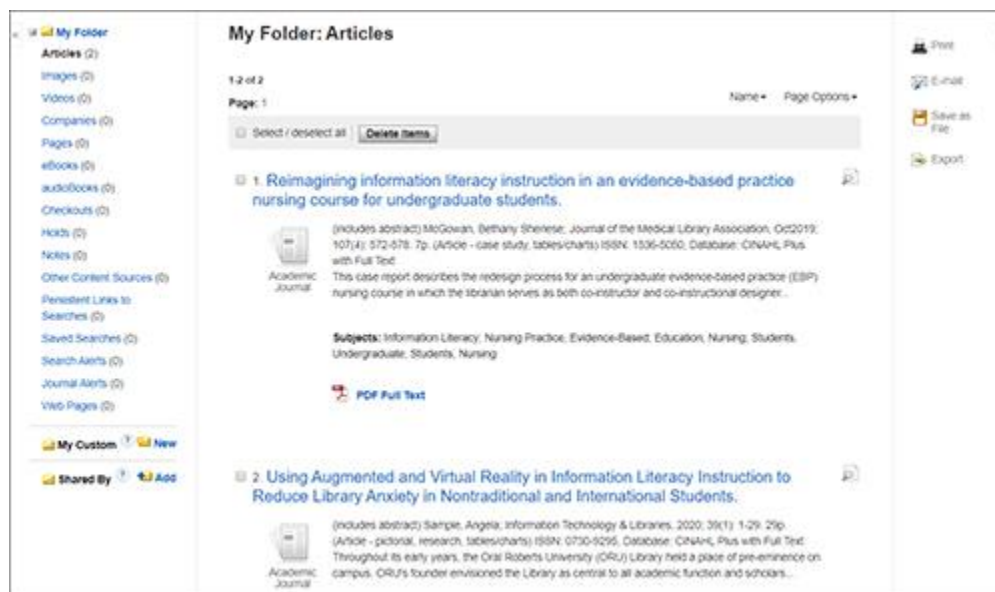 My Folder
Articles (2)
Images (0)
Videos (0)
Companies (0)
Pages (0)
eBooks (0)
audioBooks (0)
Checkouts (0)
Holds (0)
Notes (0)
Other Content Sources (0)
Persistent Links to
Searches (0)
Saved Searches (0)
Search Alerts (0)
Journal Alerts (0)
Web Pages (0)
My Custom ? New
Shared By ? Add
My Folder: Articles
1-2 of 2
Page: 1
Name Page Options
Select / deselect all Delete Items
1. Reimagining information literacy instruction in an evidence-based practice
nursing course for undergraduate students.
Academic
Journal
(includes abstract) McGowan, Bethany Sheriese; Journal of the Medical Library Association, Oct2019;
107(4): 572-578. 7p. (Article - case study, tables/charts) ISSN: 1536-5050, Database: CINAHL Plus
with Full Text
This case report describes the redesign process for an undergraduate evidence-based practice (EBP)
nursing course in which the librarian serves as both co-instructor and co-instructional designer...
Subjects: Information Literacy; Nursing Practice, Evidence-Based; Education, Nursing; Students,
Undergraduate; Students, Nursing
PDF Full Text
2. Using Augmented and Virtual Reality in Information Literacy Instruction to
Reduce Library Anxiety in Nontraditional and International Students.
Academic
Journal
(includes abstract) Sample, Angela; Information Technology & Libraries, 2020; 39(1): 1-29. 29p.
(Article - pictorial, research, tables/charts) ISSN: 0730-9295, Database: CINAHL Plus with Full Text
Throughout its early years, the Oral Roberts University (ORU) Library held a place of pre-eminence on
campus. ORU's founder envisioned the Library as central to all academic function and scholars...
Print
E-mail
Save as
File
Export